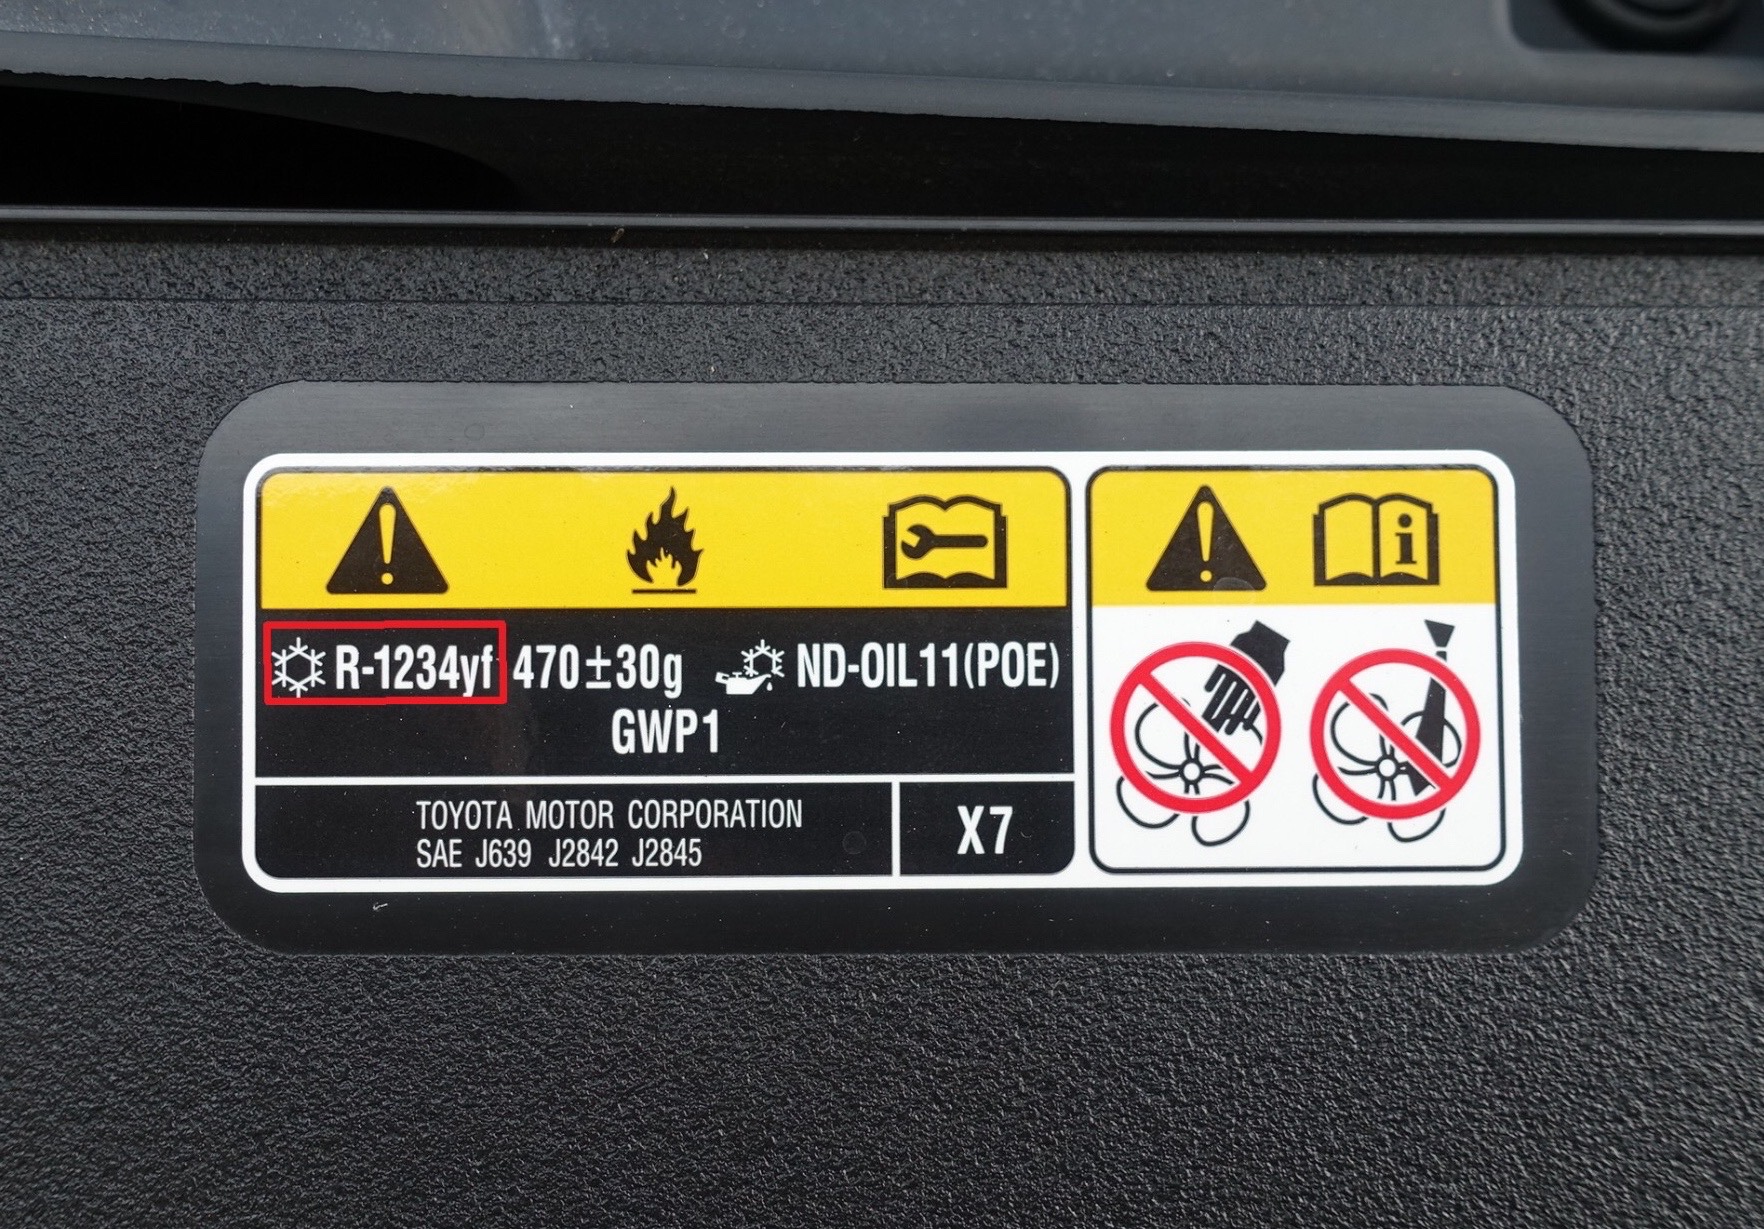 R-1234yf 470±30g ND-OIL11(POE)
GWP1
TOYOTA MOTOR CORPORATION
SAE J639 J2842 J2845
X7